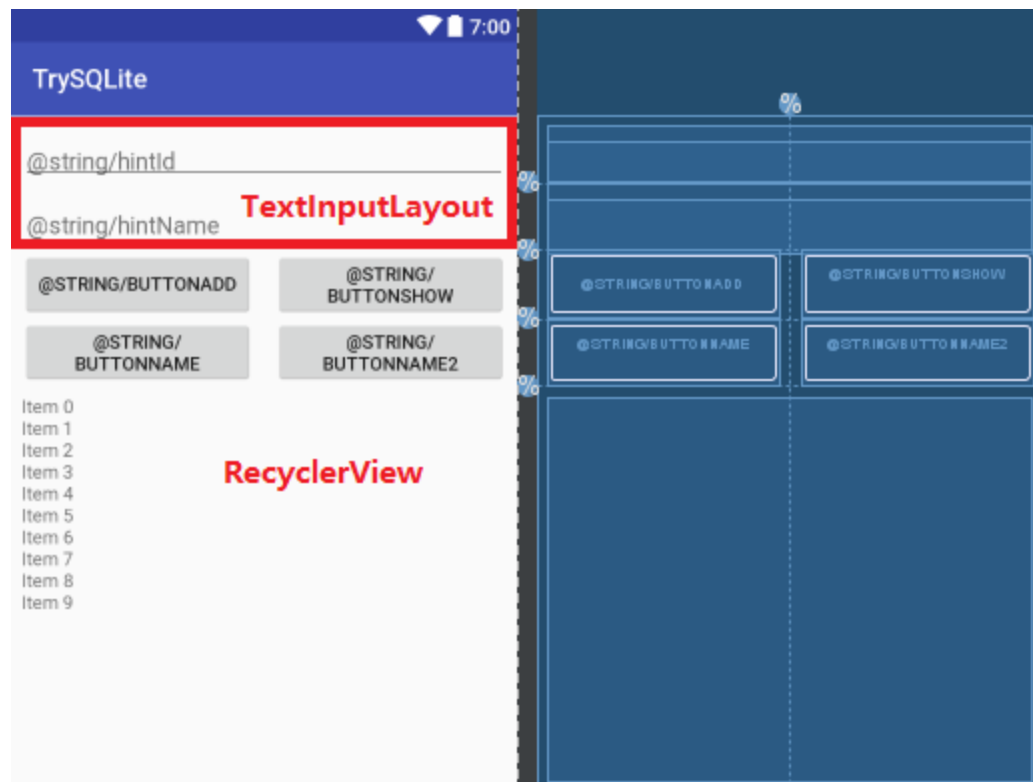 7:00
TrySQLite
%
@string/hintId
%
TextInputLayout
@string/hintName
%
@STRING/BUTTONADD
@STRING/
BUTTONSHOW
@STRING/BUTTONADD
@STRING/BUTTONSHOW
%
@STRING/
BUTTONNAME
@STRING/
BUTTONNAME2
@STRING/BUTTONNAME
@STRING/BUTTONNAME2
%
Item 0
Item 1
Item 2
Item 3
Item 4
Item 5
Item 6
Item 7
Item 8
Item 9
RecyclerView